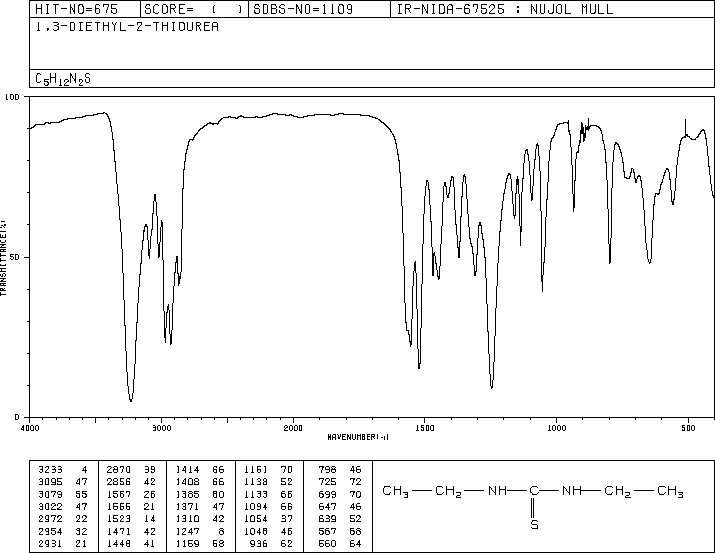 HIT-NO=675 SCORE= ( ) SDBS-NO=1109 IR-NIDA-67525 : NUJOL MULL
1,3-DIETHYL-2-THIOUREA
C5H12N2S
100
50
0
TRANSMITTANCE(%)
4000 3000 2000 1500 1000 500
WAVENUMBER(-1)
3233 4 2870 39 1414 66 1161 70 798 46
3095 47 2856 42 1408 66 1138 52 725 72
3079 55 1567 26 1385 60 1133 66 699 70
3022 47 1556 21 1371 47 1094 66 647 46
2972 22 1523 14 1310 42 1054 37 639 52
2954 32 1471 42 1247 8 1048 46 567 58
2931 21 1448 41 1159 58 936 62 560 64
CH3 CH2 NH C NH CH2 CH3
S